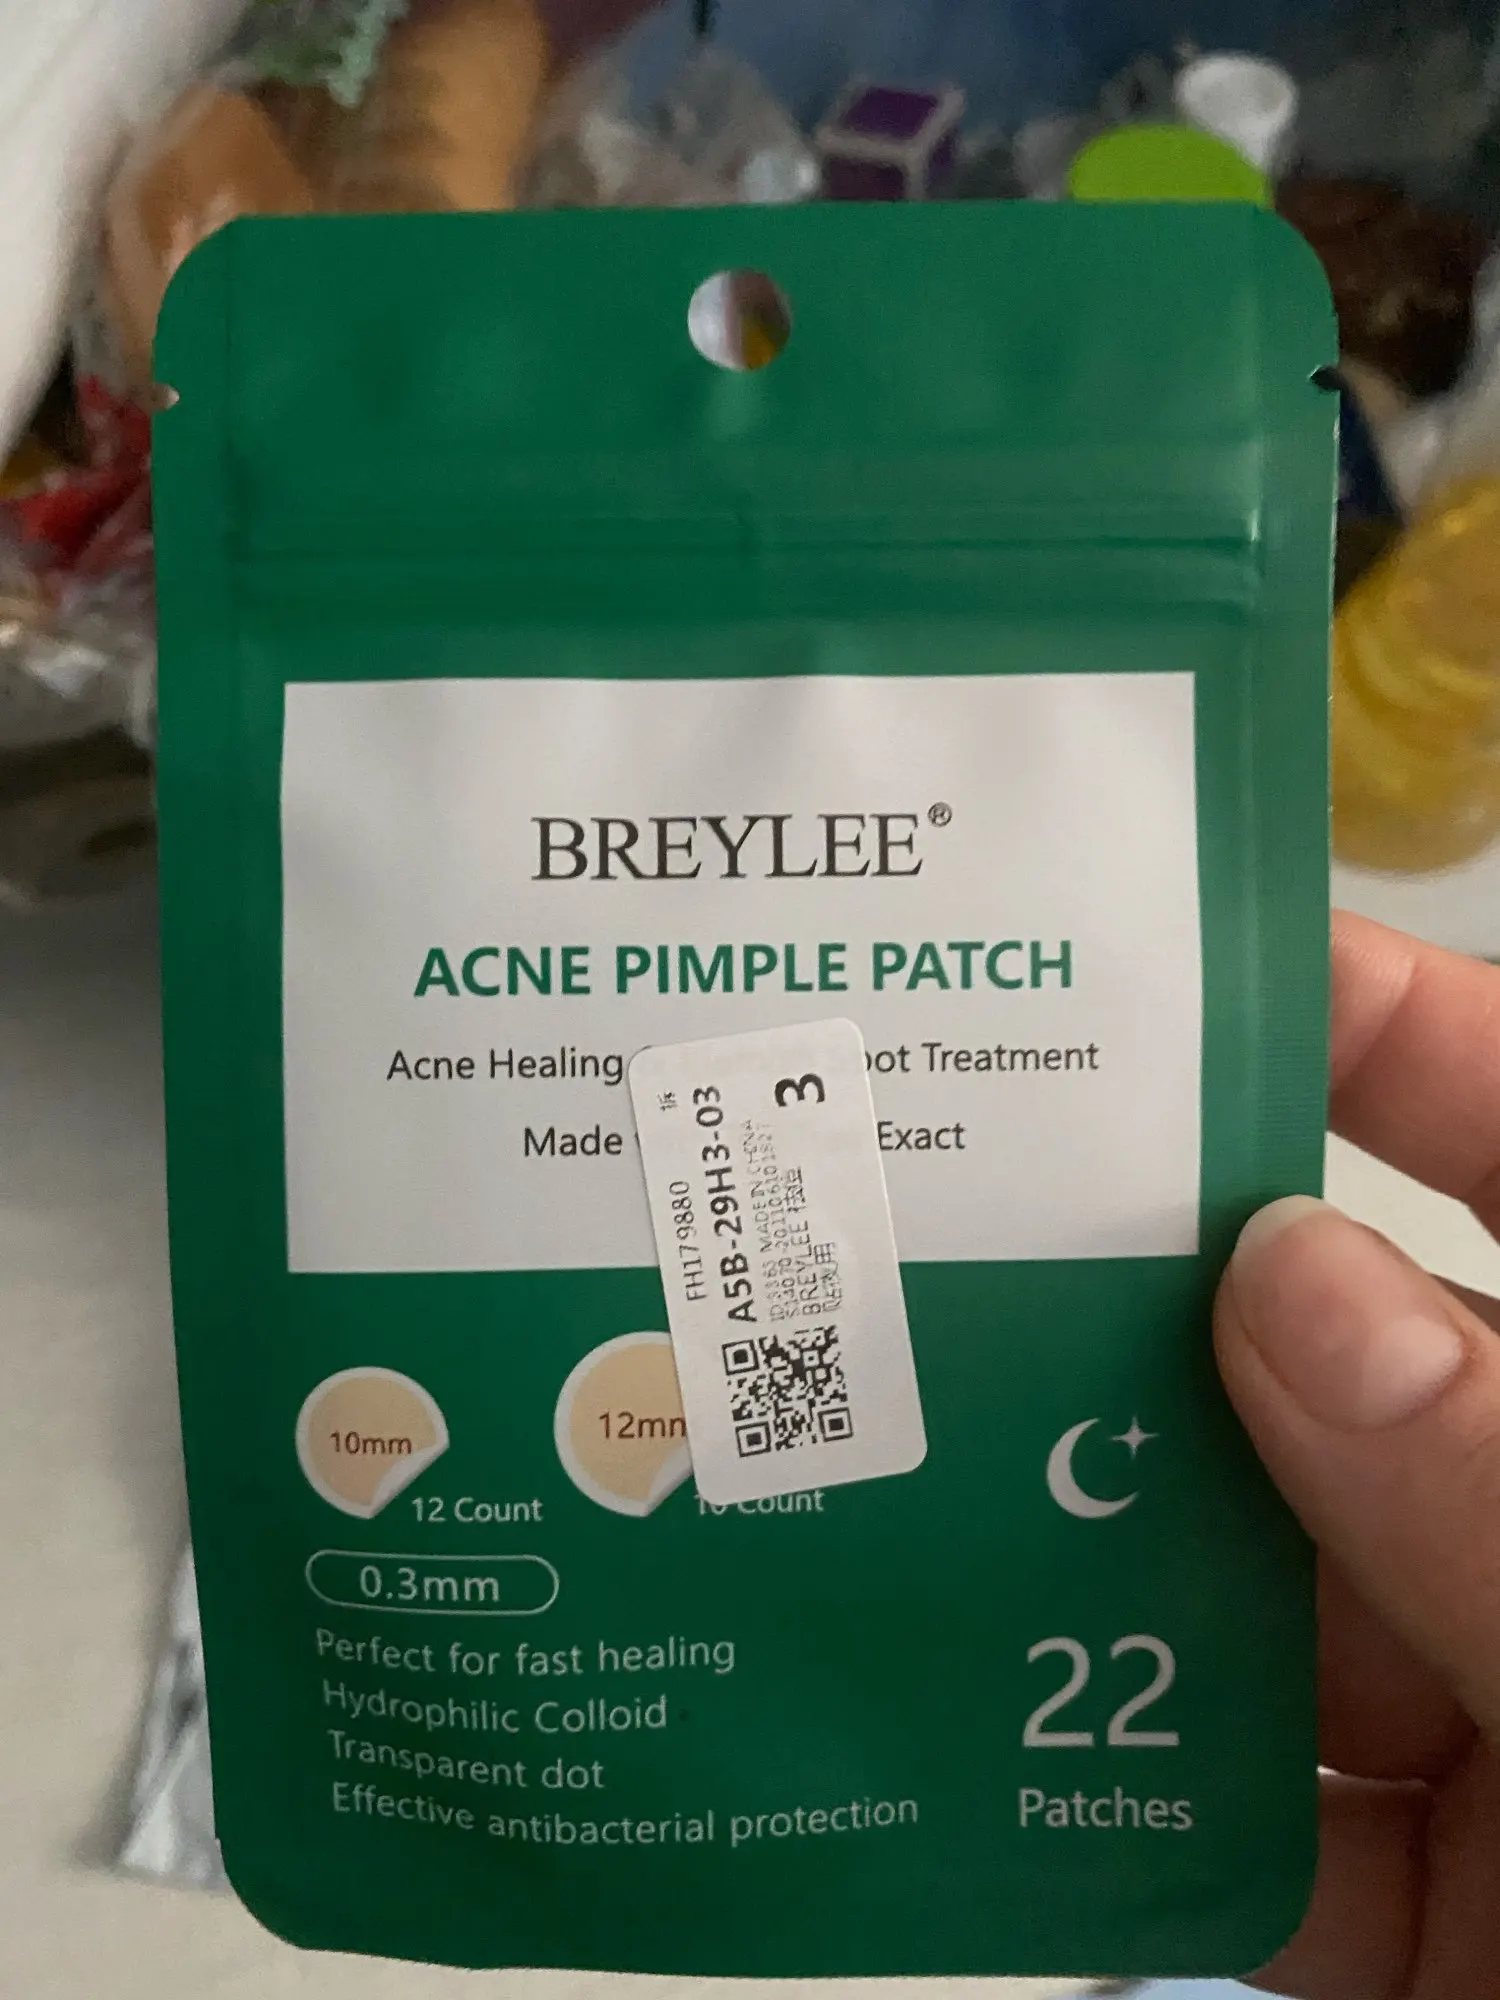 BREYLEE®
ACNE PIMPLE PATCH
Acne Healing ot Treatment
Made Exact
FH179880 拆
A5B-29H3-03
MADE IN CHINA
BREYLEE
3
10mm
12 Count
12mm
Count
0.3mm
Perfect for fast healing
Hydrophilic Colloid
Transparent dot
Effective antibacterial protection
22
Patches